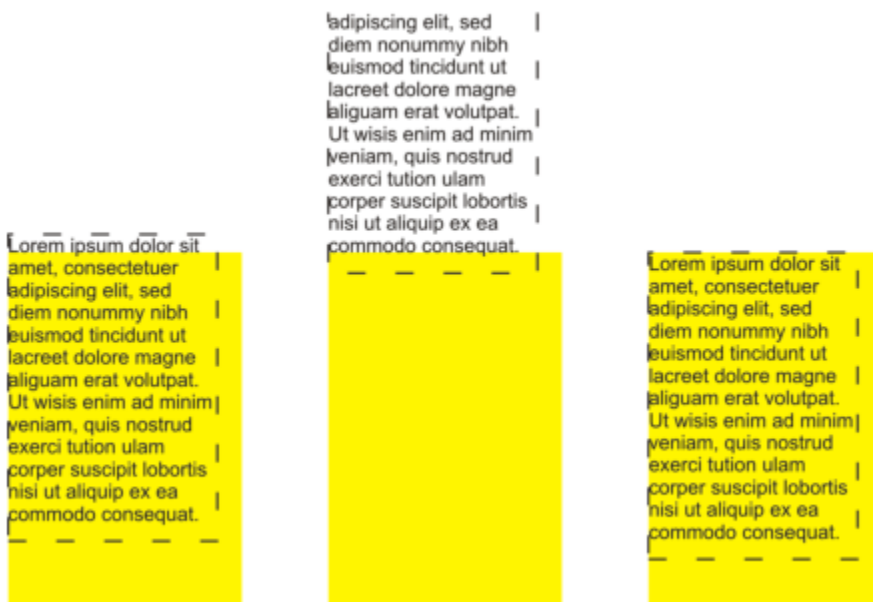 Lorem ipsum dolor sit
amet, consectetuer
adipiscing elit, sed
diem nonummy nibh
euismod tincidunt ut
lacreet dolore magne
aliguam erat volutpat.
Ut wisis enim ad minim
veniam, quis nostrud
exerci tution ulam
corper suscipit lobortis
nisi ut aliquip ex ea
commodo consequat.
adipiscing elit, sed
diem nonummy nibh
euismod tincidunt ut
lacreet dolore magne
aliguam erat volutpat.
Ut wisis enim ad minim
veniam, quis nostrud
exerci tution ulam
corper suscipit lobortis
nisi ut aliquip ex ea
commodo consequat.
Lorem ipsum dolor sit
amet, consectetuer
adipiscing elit, sed
diem nonummy nibh
euismod tincidunt ut
lacreet dolore magne
aliguam erat volutpat.
Ut wisis enim ad minim
veniam, quis nostrud
exerci tution ulam
corper suscipit lobortis
nisi ut aliquip ex ea
commodo consequat.